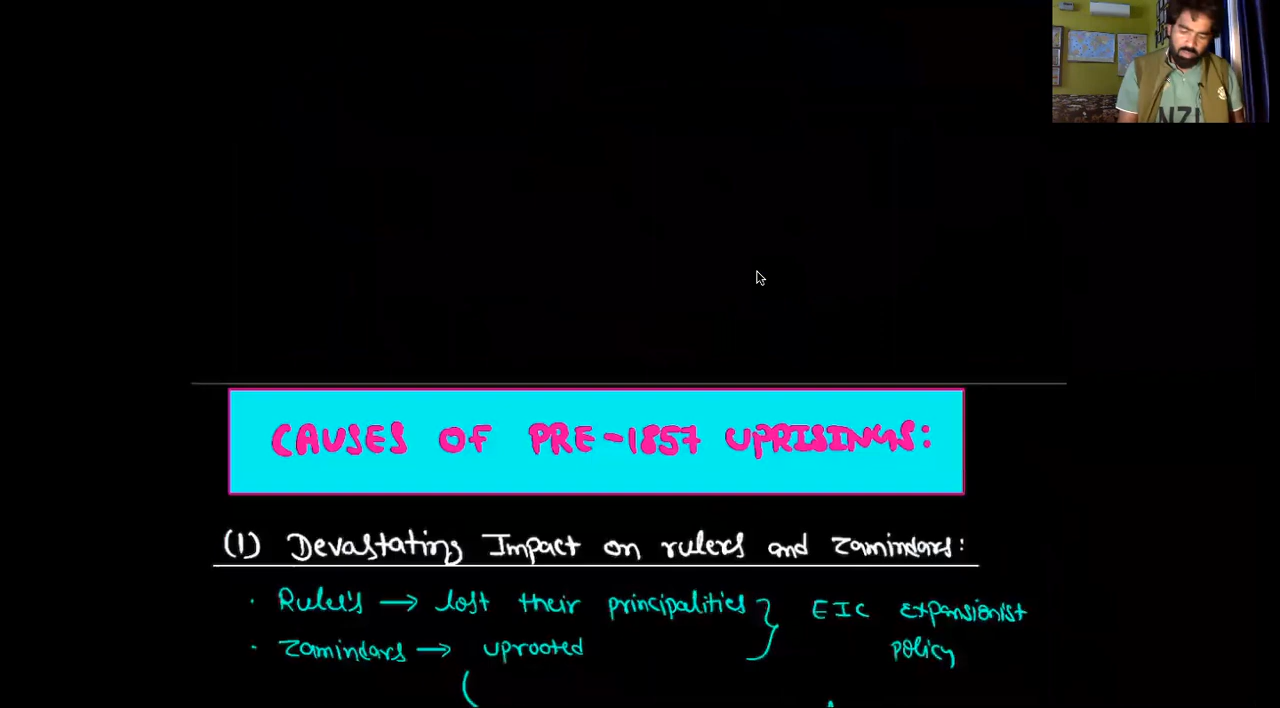 NZ
CAUSES OF PRE-1857 UPRISINGS:
(1) Devastating Impact on rulers and Zamindars:
· Rulers → lost their principalities } EIC expansionist
· Zamindars → uprooted policy
(